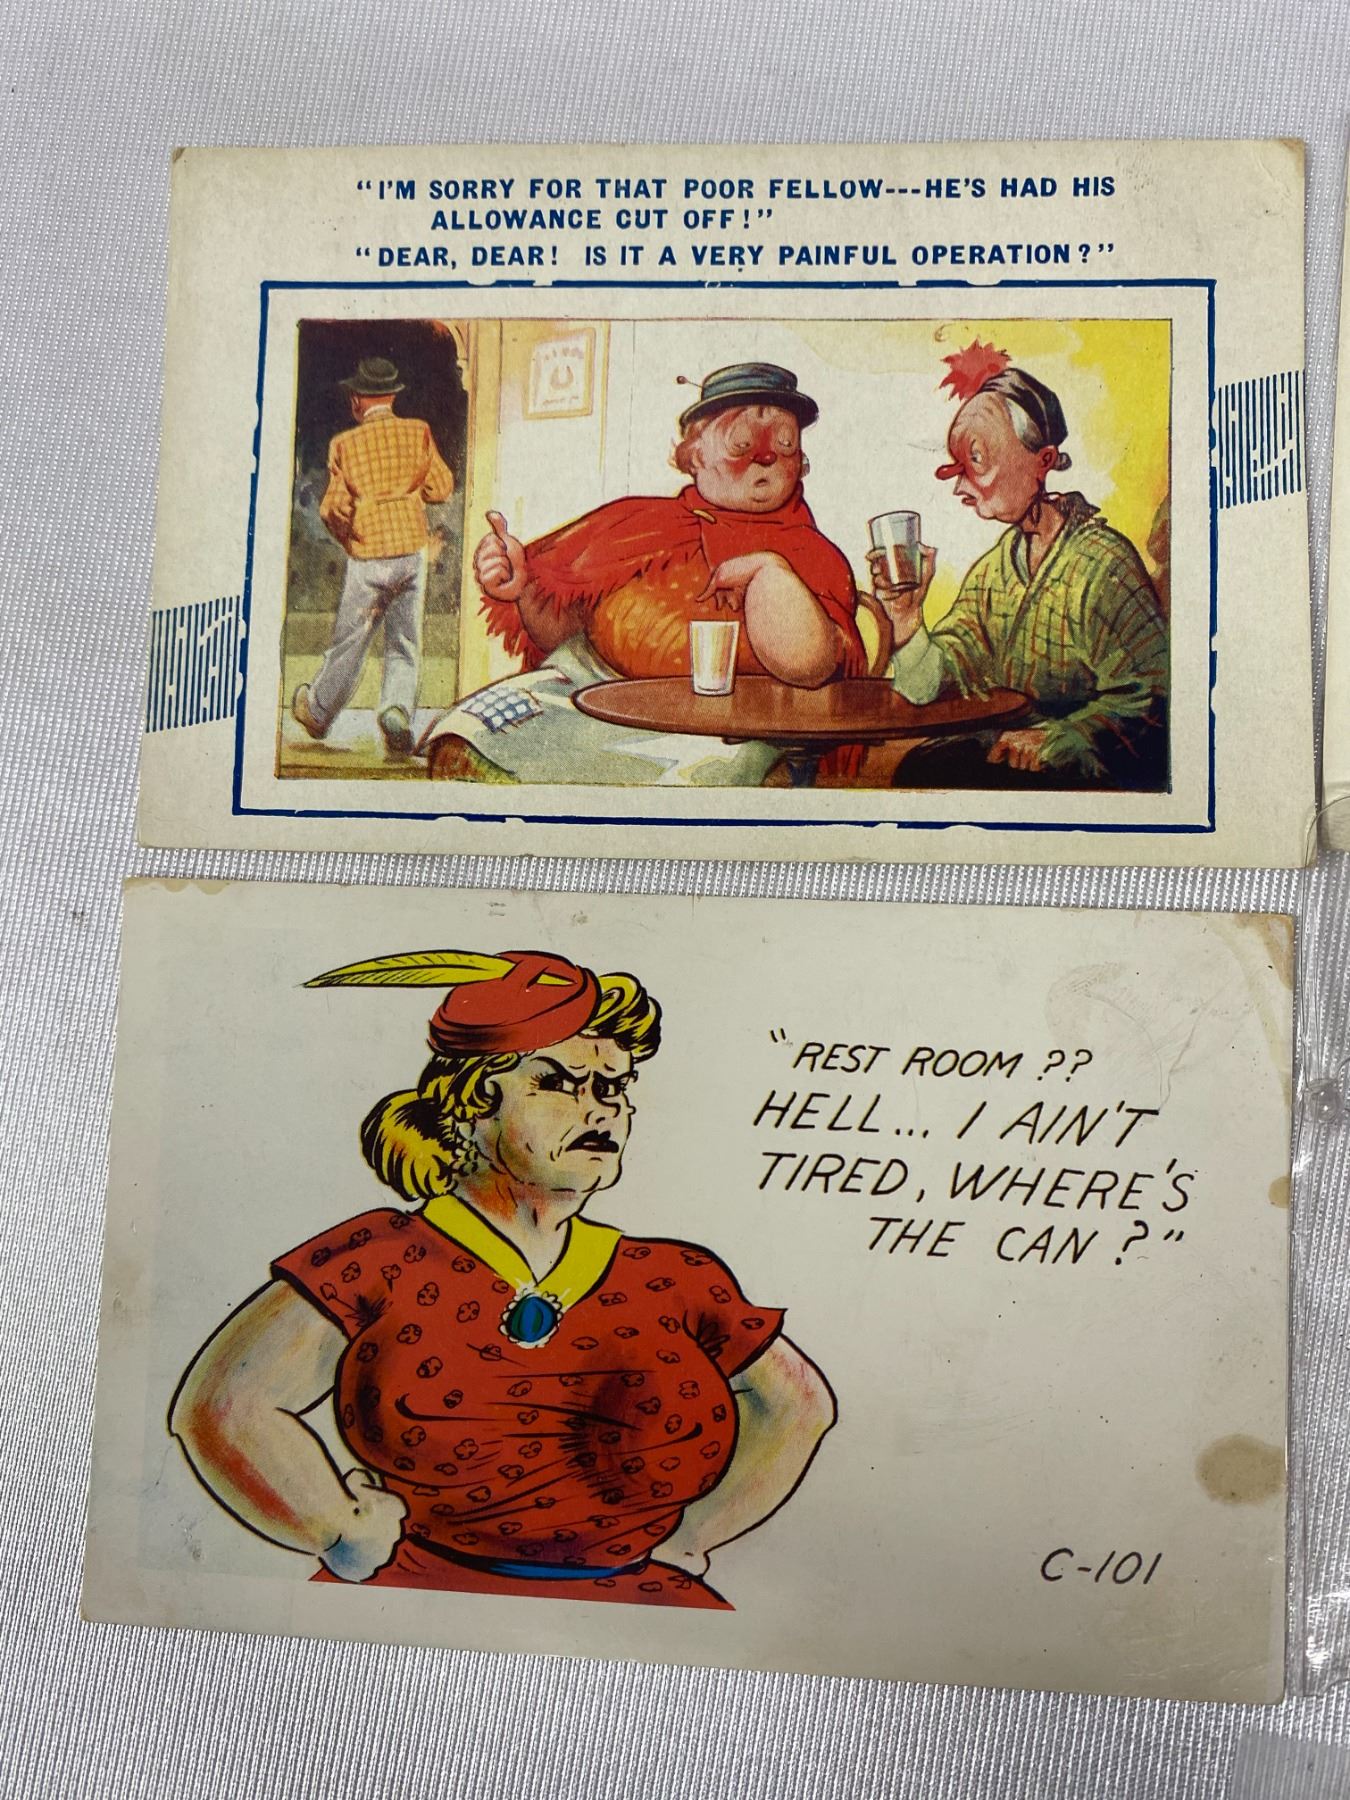 "I'M SORRY FOR THAT POOR FELLOW---HE'S HAD HIS
ALLOWANCE CUT OFF!"
"DEAR, DEAR! IS IT A VERY PAINFUL OPERATION?"
"REST ROOM ??
HELL... I AIN'T
TIRED, WHERE'S
THE CAN ?"
C-101